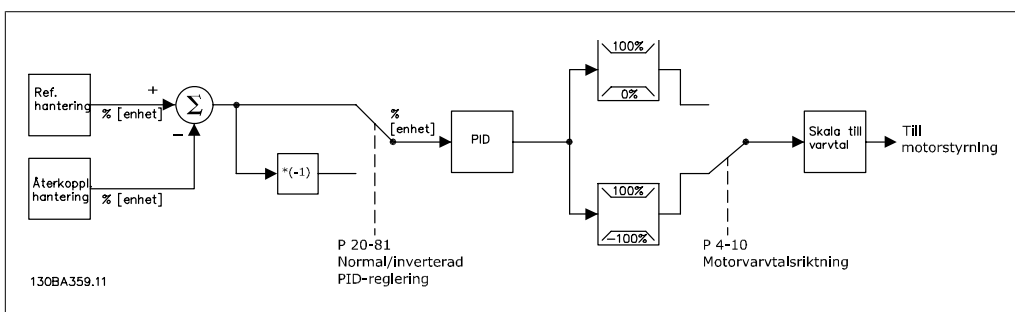 Ref.
hantering
+
% [enhet]
Σ
−
Återkoppl.
hantering
% [enhet]
*(-1)
%
[enhet]
P 20-81
Normal/inverterad
PID-reglering
PID
100%
0%
100%
-100%
P 4-10
Motorvarvtalsriktning
Skala till
varvtal
Till
motorstyrning
130BA359.11